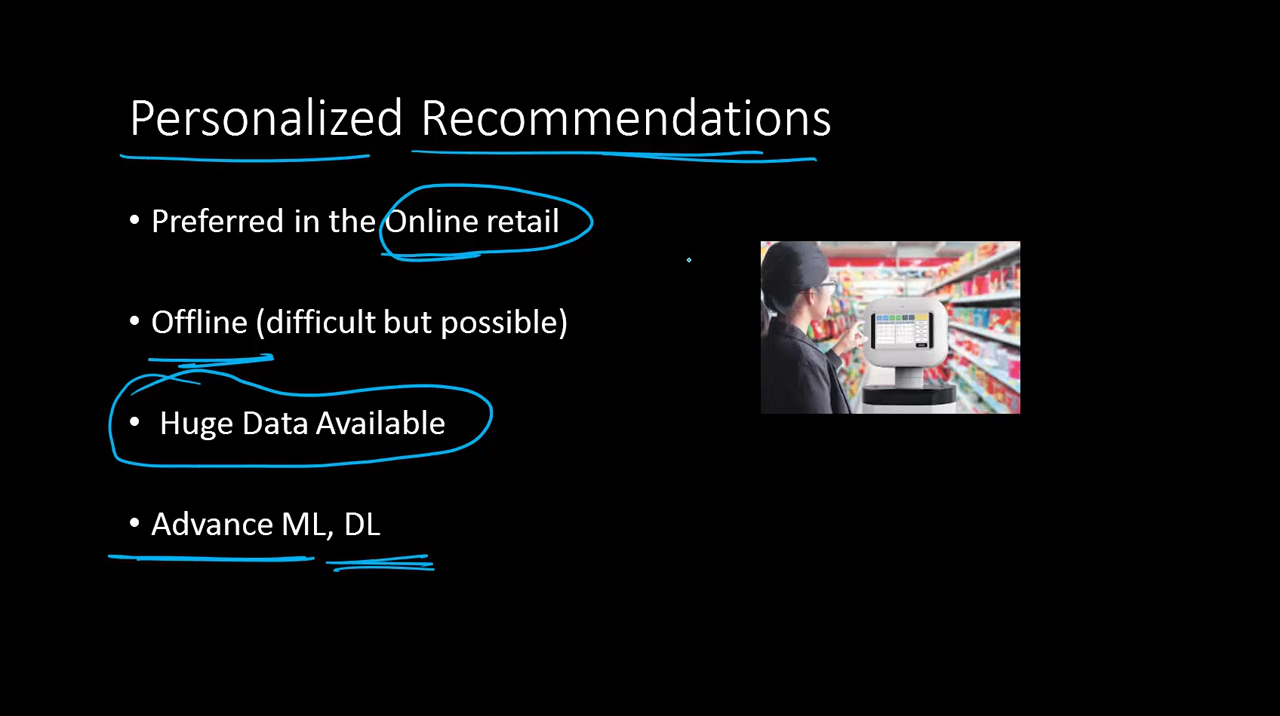 Personalized Recommendations
• Preferred in the Online retail
• Offline (difficult but possible)
• Huge Data Available
• Advance ML, DL